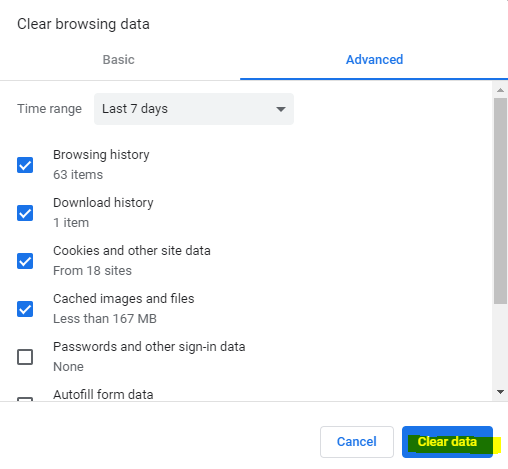 Clear browsing data
Basic
Advanced
Time range
Last 7 days
Browsing history
63 items
Download history
1 item
Cookies and other site data
From 18 sites
Cached images and files
Less than 167 MB
Passwords and other sign-in data
None
Autofill form data
Cancel
Clear data